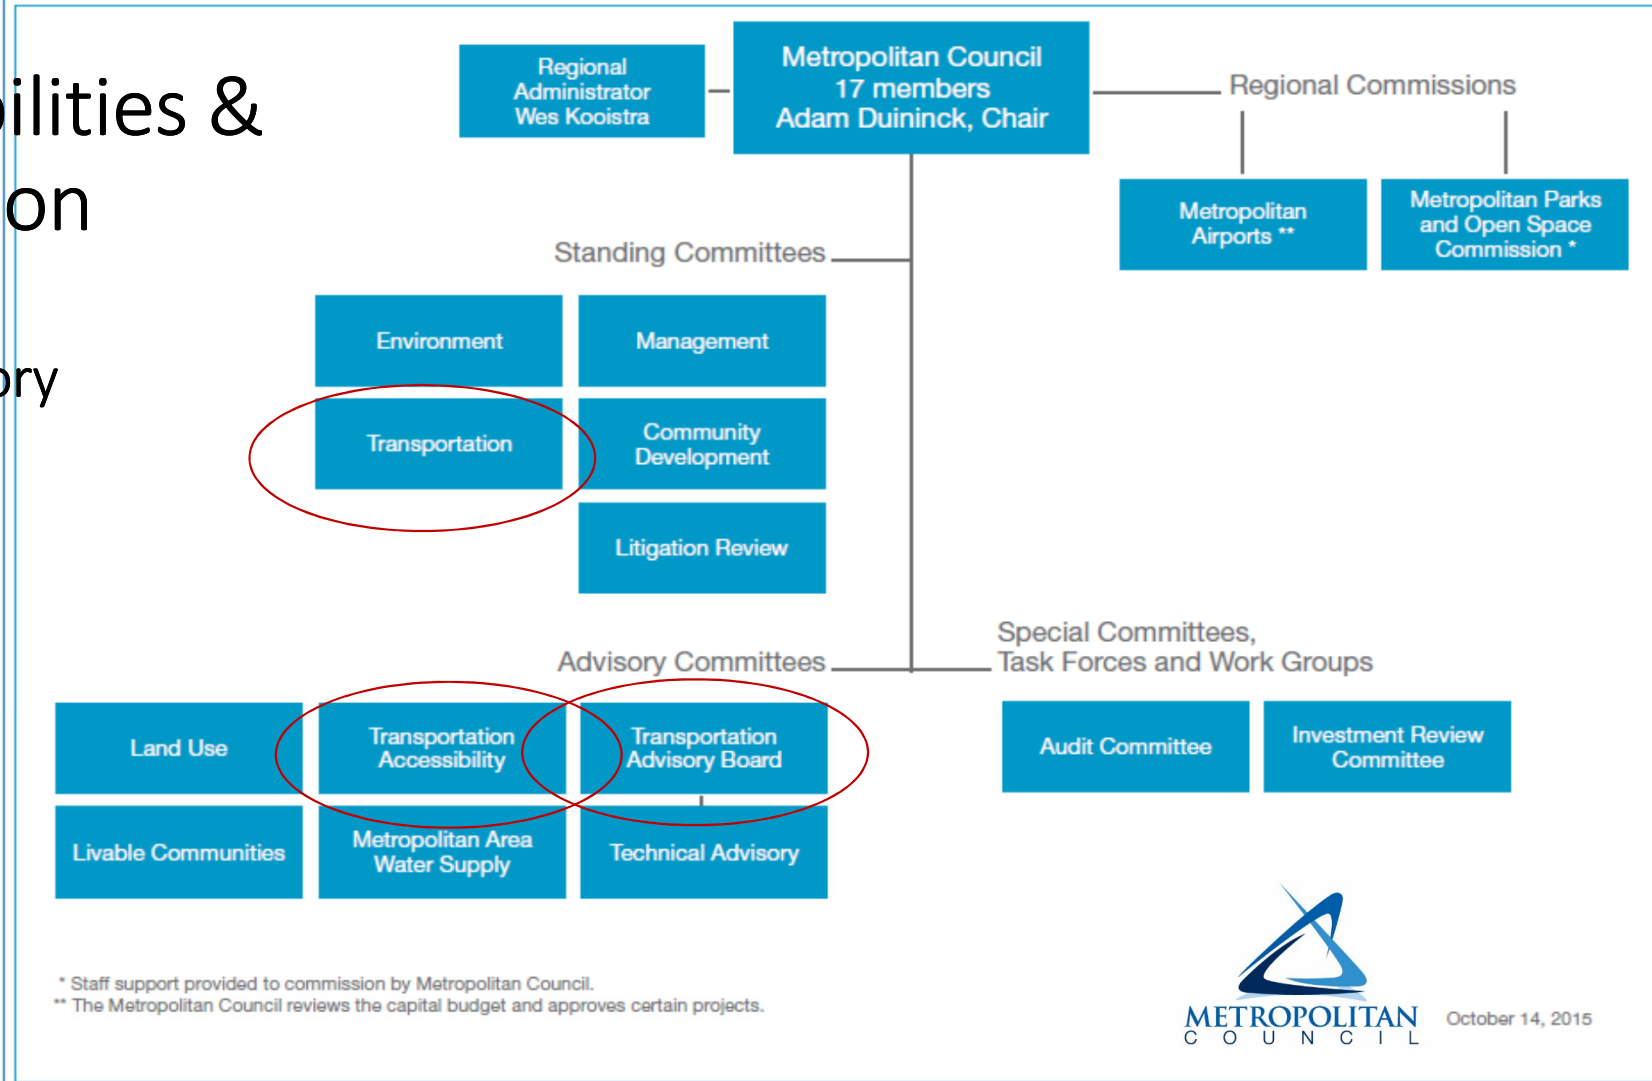 ilities &
on
ory
Regional
Administrator
Wes Kooistra
Metropolitan Council
17 members
Adam Duininck, Chair
Regional Commissions
Metropolitan
Airports **
Metropolitan Parks
and Open Space
Commission *
Standing Committees
Environment
Management
Transportation
Community
Development
Litigation Review
Advisory Committees
Special Committees,
Task Forces and Work Groups
Land Use
Transportation
Accessibility
Transportation
Advisory Board
Audit Committee
Investment Review
Committee
Livable Communities
Metropolitan Area
Water Supply
Technical Advisory
* Staff support provided to commission by Metropolitan Council.
** The Metropolitan Council reviews the capital budget and approves certain projects.
METROPOLITAN
COUNCIL
October 14, 2015